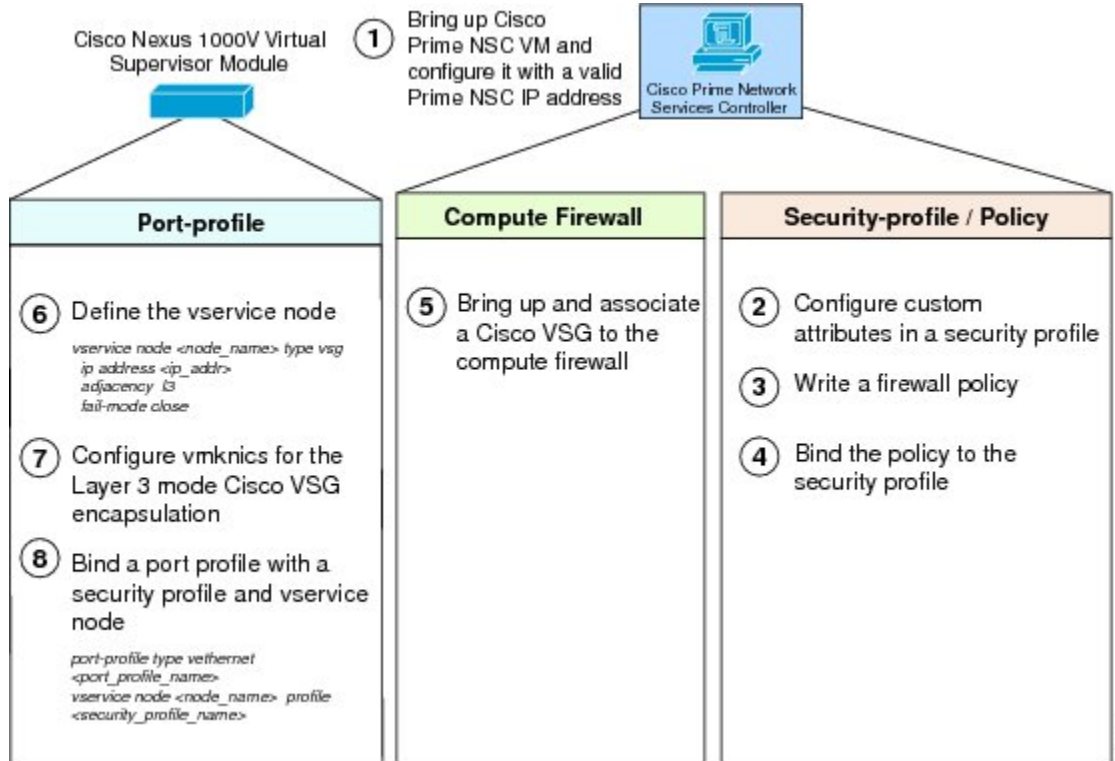 Cisco Nexus 1000V Virtual
Supervisor Module
1
Bring up Cisco
Prime NSC VM and
configure it with a valid
Prime NSC IP address
Cisco Prime Network
Services Controller
Port-profile
6
Define the vservice node
vservice node <node_name> type vsg
ip address <ip_addr>
adjacency l3
fail-mode close
7
Configure vmknics for the
Layer 3 mode Cisco VSG
encapsulation
8
Bind a port profile with a
security profile and vservice
node
port-profile type vethernet
<port_profile_name>
vservice node <node_name> profile
<security_profile_name>
Compute Firewall
5
Bring up and associate
a Cisco VSG to the
compute firewall
Security-profile / Policy
2
Configure custom
attributes in a security profile
3
Write a firewall policy
4
Bind the policy to the
security profile